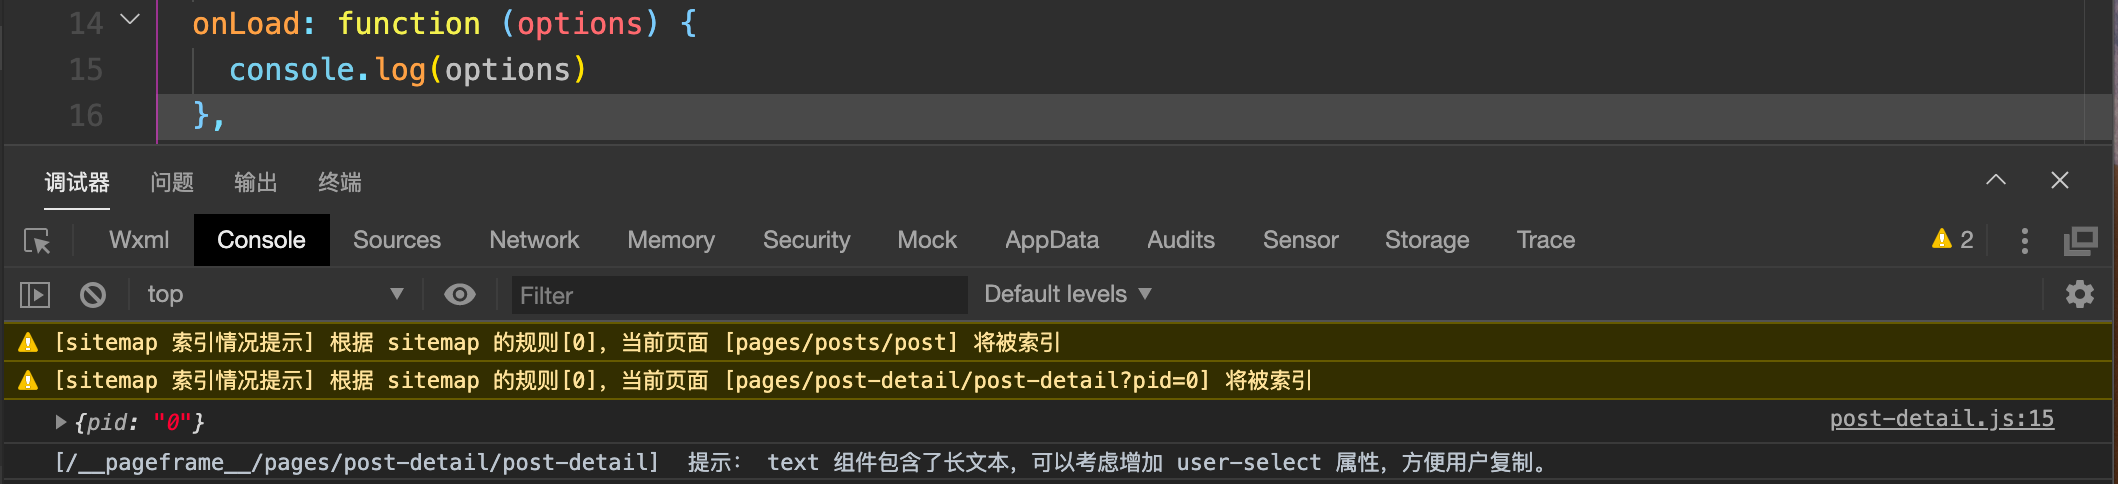 14 onLoad: function (options) {
15 console.log(options)
16 },
调试器 问题 输出 终端
Wxml Console Sources Network Memory Security Mock AppData Audits Sensor Storage Trace 2
top Filter Default levels
[sitemap 索引情况提示] 根据 sitemap 的规则[0]，当前页面 [pages/posts/post] 将被索引
[sitemap 索引情况提示] 根据 sitemap 的规则[0]，当前页面 [pages/post-detail/post-detail?pid=0] 将被索引
{pid: "0"} post-detail.js:15
[/__pageframe__/pages/post-detail/post-detail] 提示： text 组件包含了长文本，可以考虑增加 user-select 属性，方便用户复制。